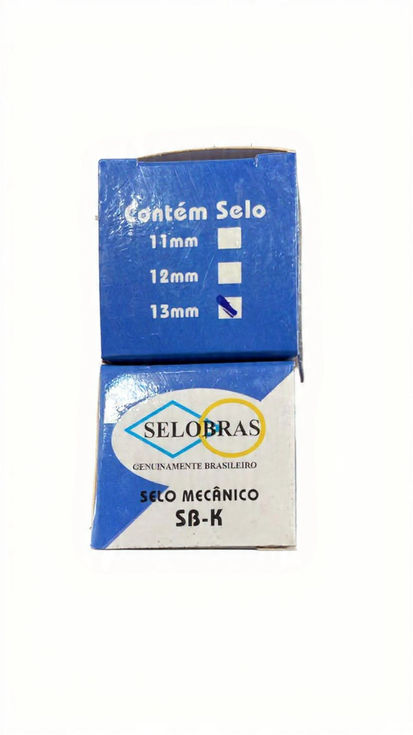 Contém Selo
11mm
12mm
13mm
SELOBRAS
GENUINAMENTE BRASILEIRO
SELO MECÂNICO
SB-K